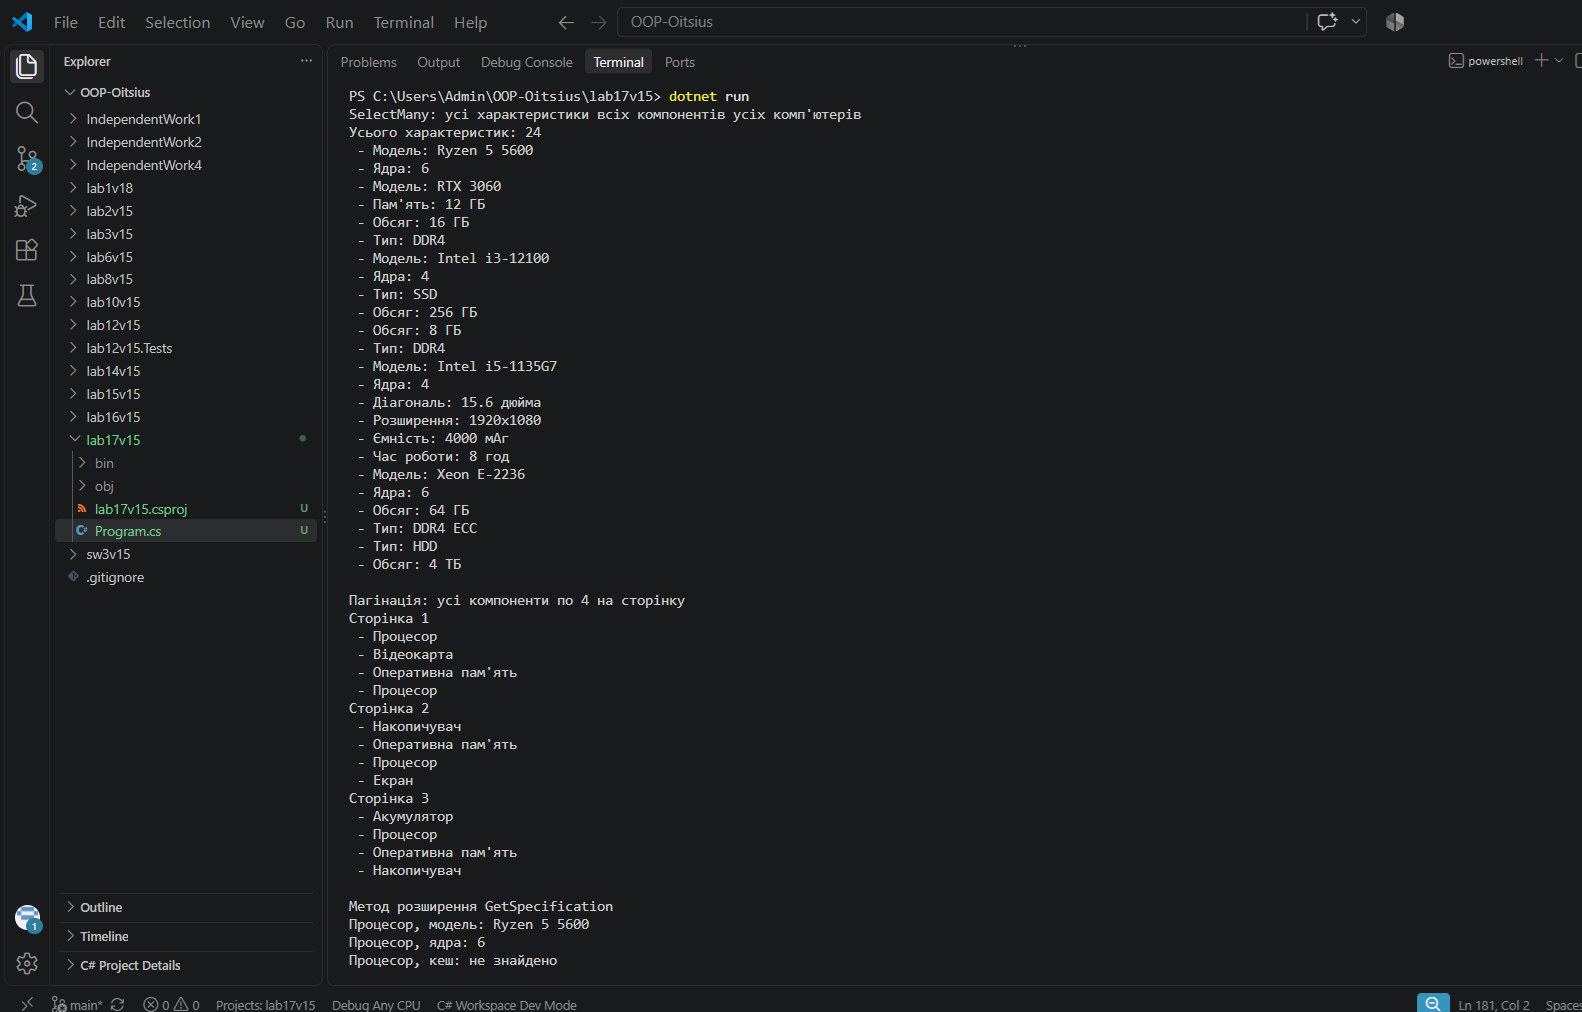 File Edit Selection View Go Run Terminal Help
OOP-Oitsius
Explorer
OOP-Oitsius
IndependentWork1
IndependentWork2
2
IndependentWork4
lab1v18
lab2v15
lab3v15
lab6v15
lab8v15
lab10v15
lab12v15
lab12v15.Tests
lab14v15
lab15v15
lab16v15
lab17v15
bin
obj
lab17v15.csproj U
C# Program.cs U
sw3v15
.gitignore
Outline
1
Timeline
C# Project Details
Problems Output Debug Console Terminal Ports
powershell
PS C:\Users\Admin\OOP-Oitsius\lab17v15> dotnet run
SelectMany: усі характеристики всіх компонентів усіх комп'ютерів
Усього характеристик: 24
- Модель: Ryzen 5 5600
- Ядра: 6
- Модель: RTX 3060
- Пам'ять: 12 ГБ
- Обсяг: 16 ГБ
- Тип: DDR4
- Модель: Intel i3-12100
- Ядра: 4
- Тип: SSD
- Обсяг: 256 ГБ
- Обсяг: 8 ГБ
- Тип: DDR4
- Модель: Intel i5-1135G7
- Ядра: 4
- Діагональ: 15.6 дюйма
- Розширення: 1920x1080
- Ємність: 4000 мАг
- Час роботи: 8 год
- Модель: Xeon E-2236
- Ядра: 6
- Обсяг: 64 ГБ
- Тип: DDR4 ECC
- Тип: HDD
- Обсяг: 4 ТБ
Пагінація: усі компоненти по 4 на сторінку
Сторінка 1
- Процесор
- Відеокарта
- Оперативна пам'ять
- Процесор
Сторінка 2
- Накопичувач
- Оперативна пам'ять
- Процесор
- Екран
Сторінка 3
- Акумулятор
- Процесор
- Оперативна пам'ять
- Накопичувач
Метод розширення GetSpecification
Процесор, модель: Ryzen 5 5600
Процесор, ядра: 6
Процесор, кеш: не знайдено
main* 0 0 Projects: lab17v15 Debug Any CPU C# Workspace Dev Mode Ln 181, Col 2 Spaces